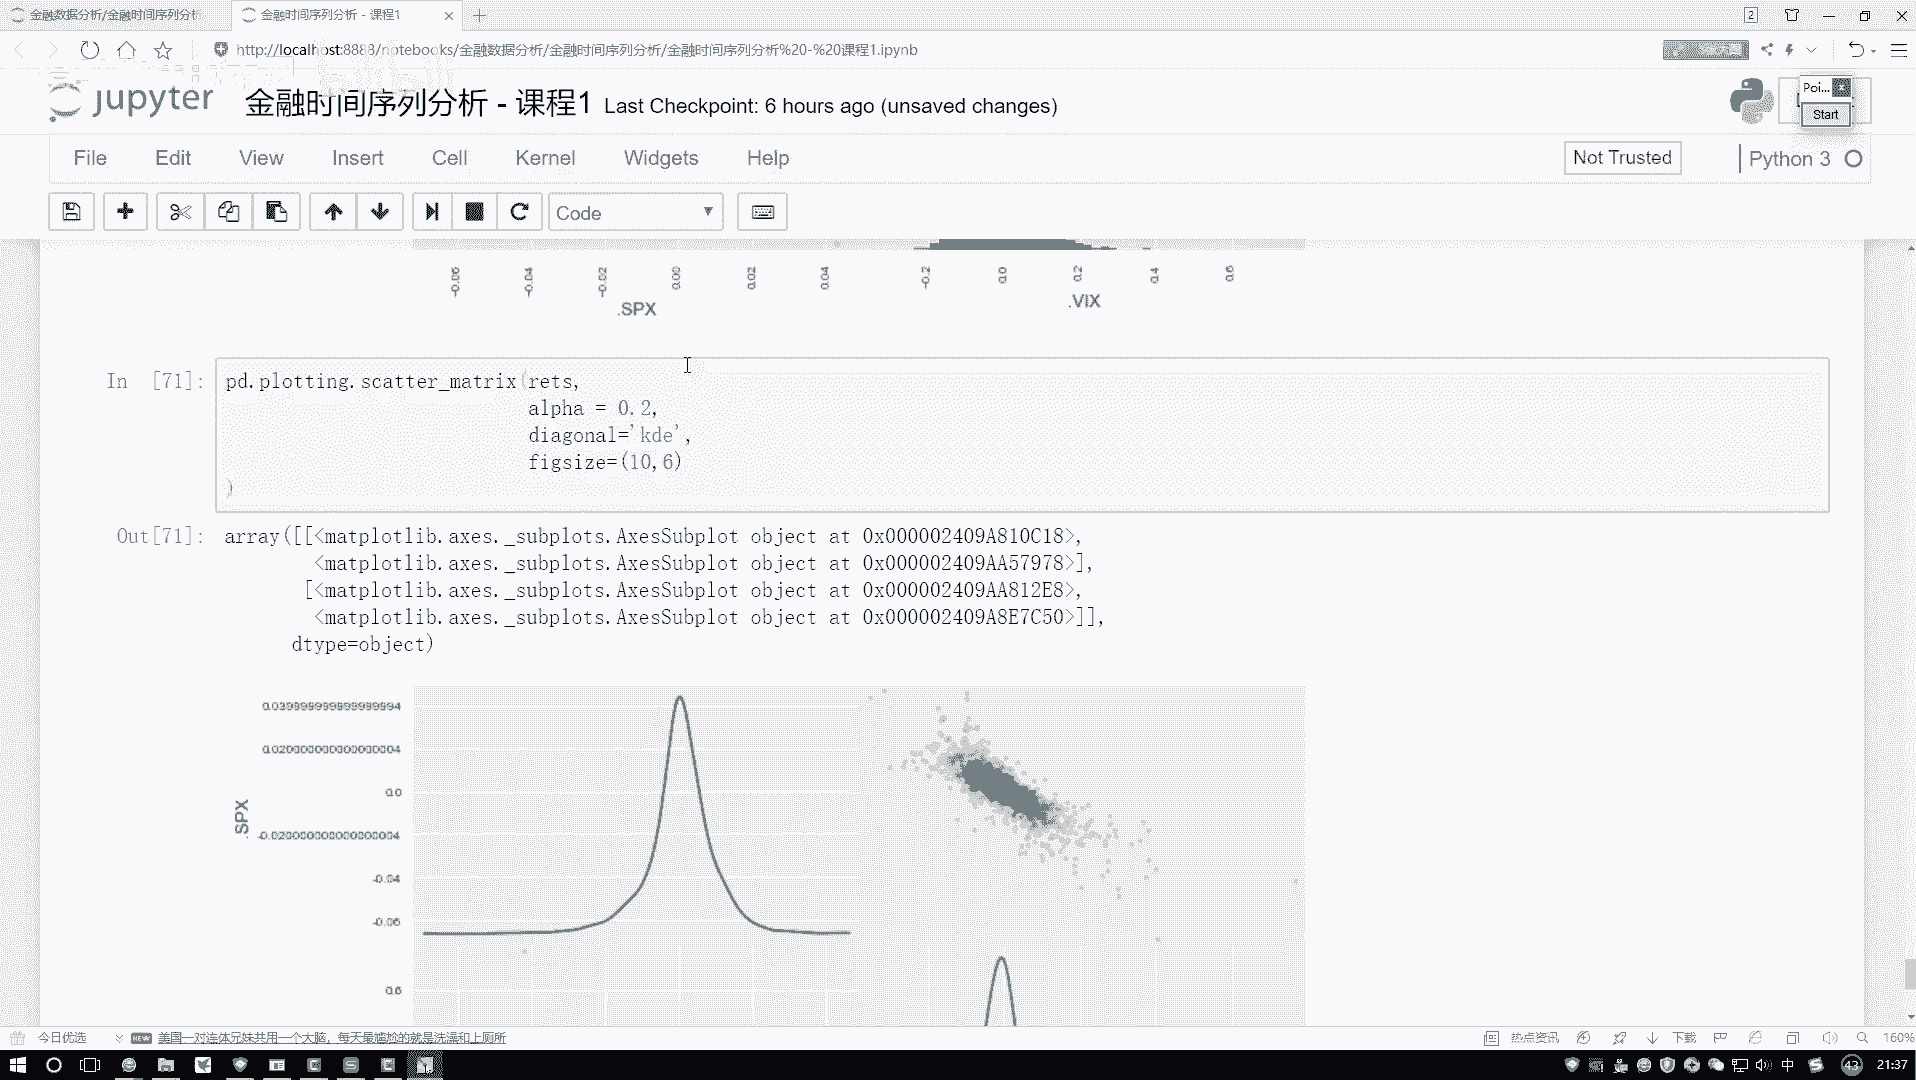 金融数据分析/金融时间序列分析
金融时间序列分析 - 课程1
2
http://localhost:8888/notebooks/金融数据分析/金融时间序列分析/金融时间序列分析%20-%20课程1.ipynb
jupyter 金融时间序列分析 - 课程1 Last Checkpoint: 6 hours ago (unsaved changes)
Poi...
Start
File Edit View Insert Cell Kernel Widgets Help
Not Trusted
Python 3
Code
-0.06 -0.04 -0.02 0.00 0.02 0.04
-0.2 0.0 0.2 0.4 0.6
.SPX
.VIX
In [71]:
pd.plotting.scatter_matrix(rets,
alpha = 0.2,
diagonal='kde',
figsize=(10,6)
)
Out[71]:
array([[<matplotlib.axes._subplots.AxesSubplot object at 0x000002409A810C18>,
<matplotlib.axes._subplots.AxesSubplot object at 0x000002409AA57978>],
[<matplotlib.axes._subplots.AxesSubplot object at 0x000002409AA812E8>,
<matplotlib.axes._subplots.AxesSubplot object at 0x000002409A8E7C50>]],
dtype=object)
0.020000000000000004
0.0
-0.020000000000000004
-0.04
-0.06
.SPX
0.6
今日优选
NEW
美国一对连体兄妹共用一个大脑，每天最尴尬的就是洗澡和上厕所
热点资讯
下载
160%
中
43
21:37